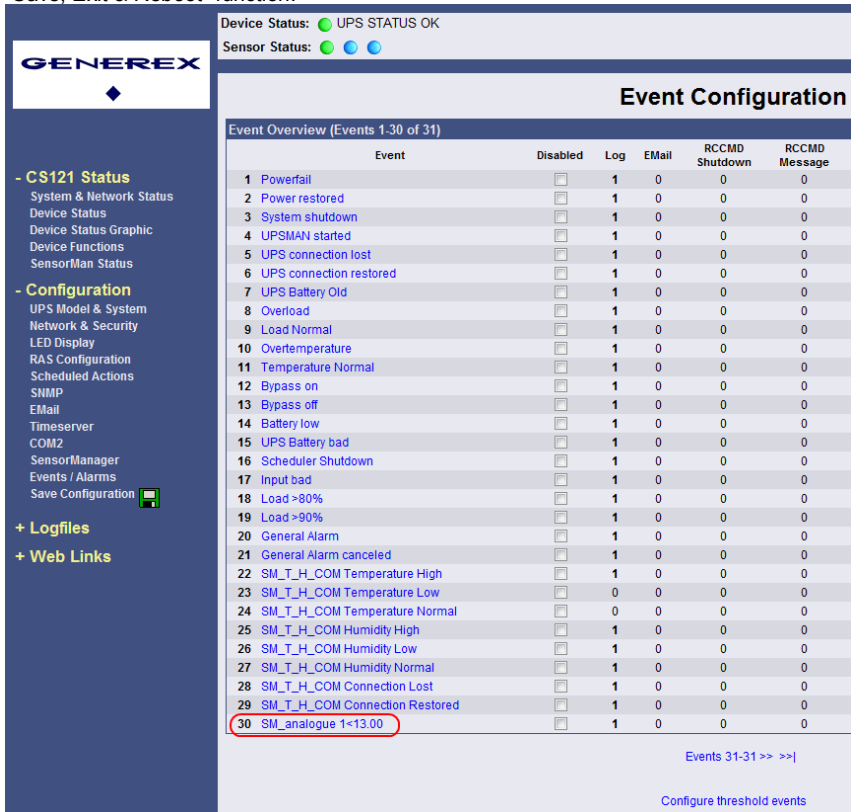 Save, Exit & Reboot" function.
Device Status: UPS STATUS OK
Sensor Status:
GENEREX
Event Configuration
Event Overview (Events 1-30 of 31)
Event Disabled Log EMail RCCMD Shutdown RCCMD Message
1 Powerfail 1 0 0 0
2 Power restored 1 0 0 0
3 System shutdown 1 0 0 0
4 UPSMAN started 1 0 0 0
5 UPS connection lost 1 0 0 0
6 UPS connection restored 1 0 0 0
7 UPS Battery Old 1 0 0 0
8 Overload 1 0 0 0
9 Load Normal 1 0 0 0
10 Overtemperature 1 0 0 0
11 Temperature Normal 1 0 0 0
12 Bypass on 1 0 0 0
13 Bypass off 1 0 0 0
14 Battery low 1 0 0 0
15 UPS Battery bad 1 0 0 0
16 Scheduler Shutdown 1 0 0 0
17 Input bad 1 0 0 0
18 Load >80% 1 0 0 0
19 Load >90% 1 0 0 0
20 General Alarm 1 0 0 0
21 General Alarm canceled 1 0 0 0
22 SM_T_H_COM Temperature High 1 0 0 0
23 SM_T_H_COM Temperature Low 0 0 0 0
24 SM_T_H_COM Temperature Normal 0 0 0 0
25 SM_T_H_COM Humidity High 1 0 0 0
26 SM_T_H_COM Humidity Low 1 0 0 0
27 SM_T_H_COM Humidity Normal 1 0 0 0
28 SM_T_H_COM Connection Lost 1 0 0 0
29 SM_T_H_COM Connection Restored 1 0 0 0
30 SM_analogue 1<13.00 1 0 0 0
Events 31-31 >> >>|
Configure threshold events
- CS121 Status
System & Network Status
Device Status
Device Status Graphic
Device Functions
SensorMan Status
- Configuration
UPS Model & System
Network & Security
LED Display
RAS Configuration
Scheduled Actions
SNMP
EMail
Timeserver
COM2
SensorManager
Events / Alarms
Save Configuration
+ Logfiles
+ Web Links